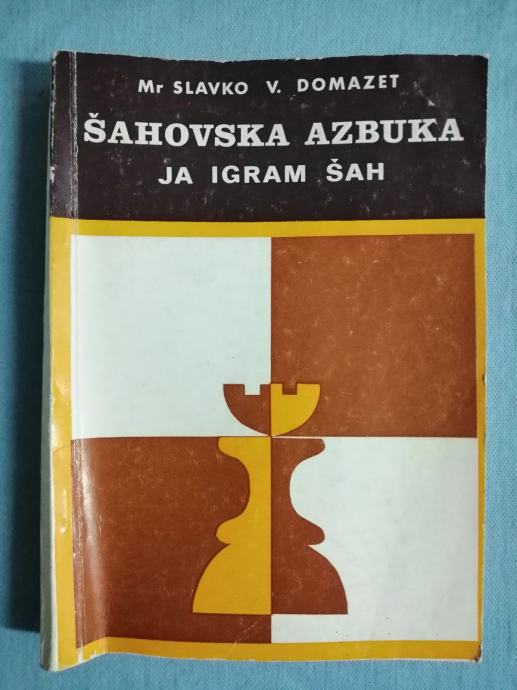 Mr SLAVKO V. DOMAZET
ŠAHOVSKA AZBUKA
JA IGRAM ŠAH